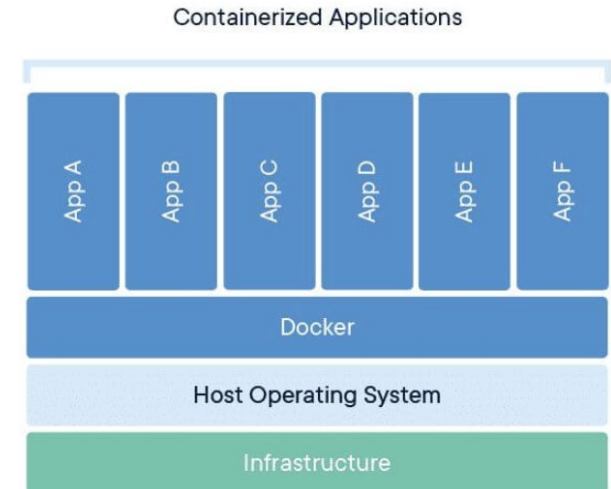 Containerized Applications
App A
App B
App C
App D
App E
App F
Docker
Host Operating System
Infrastructure